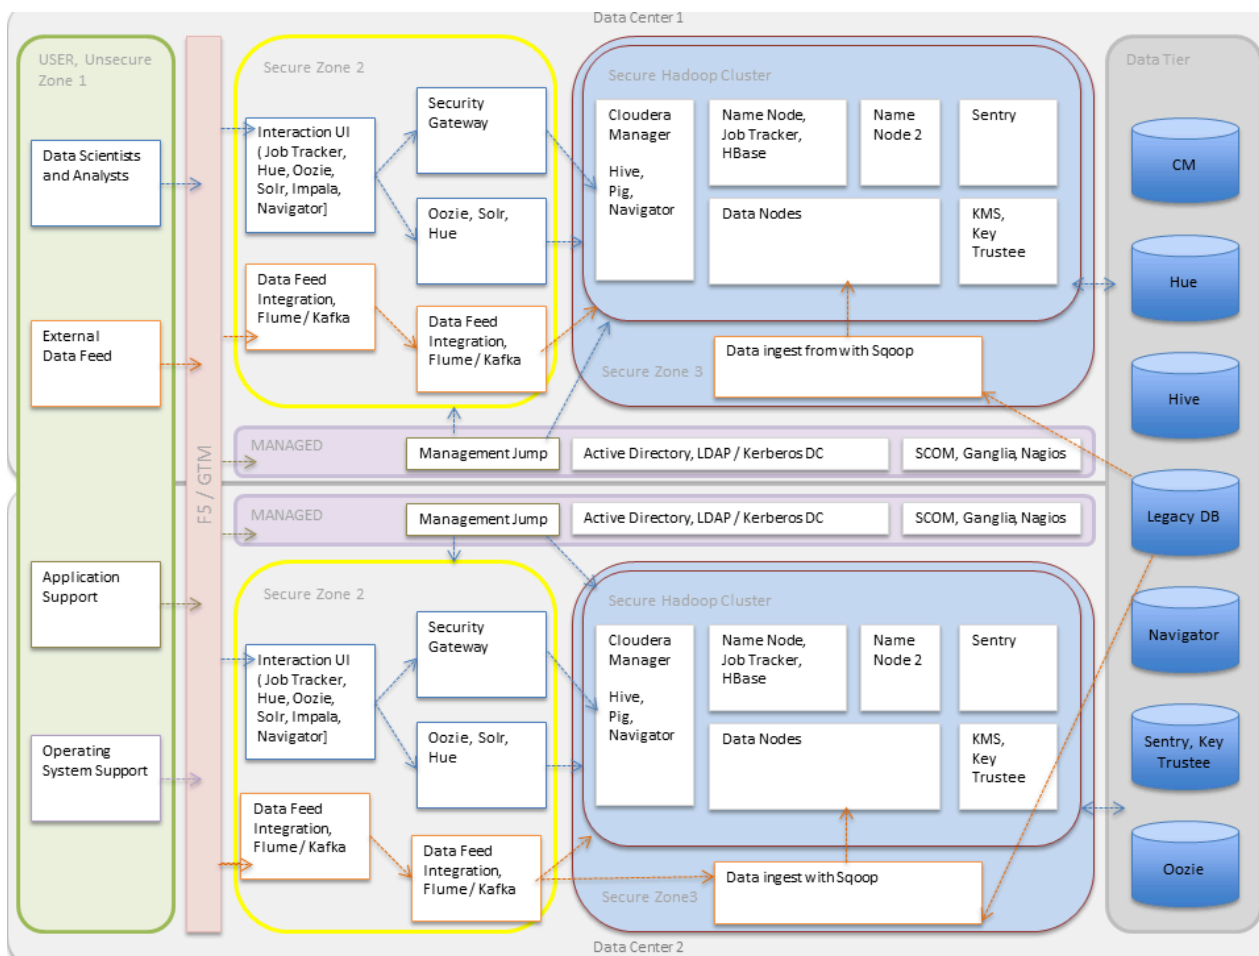 Data Center 1
USER, Unsecure
Zone 1
Data Scientists
and Analysts
External
Data Feed
Application
Support
Operating
System Support
F5 / GTM
Secure Zone 2
Interaction UI
( Job Tracker,
Hue, Oozie,
Solr, Impala,
Navigator]
Security
Gateway
Oozie, Solr,
Hue
Data Feed
Integration,
Flume / Kafka
Data Feed
Integration,
Flume / Kafka
Secure Hadoop Cluster
Cloudera
Manager
Hive,
Pig,
Navigator
Name Node,
Job Tracker,
HBase
Name
Node 2
Sentry
Data Nodes
KMS,
Key
Trustee
Data ingest from with Sqoop
Secure Zone 3
MANAGED
Management Jump
Active Directory, LDAP / Kerberos DC
SCOM, Ganglia, Nagios
MANAGED
Management Jump
Active Directory, LDAP / Kerberos DC
SCOM, Ganglia, Nagios
Secure Zone 2
Interaction UI
( Job Tracker,
Hue, Oozie,
Solr, Impala,
Navigator]
Security
Gateway
Oozie, Solr,
Hue
Data Feed
Integration,
Flume / Kafka
Data Feed
Integration,
Flume / Kafka
Secure Hadoop Cluster
Cloudera
Manager
Hive,
Pig,
Navigator
Name Node,
Job Tracker,
HBase
Name
Node 2
Sentry
Data Nodes
KMS,
Key
Trustee
Data ingest with Sqoop
Secure Zone3
Data Center 2
Data Tier
CM
Hue
Hive
Legacy DB
Navigator
Sentry, Key
Trustee
Oozie